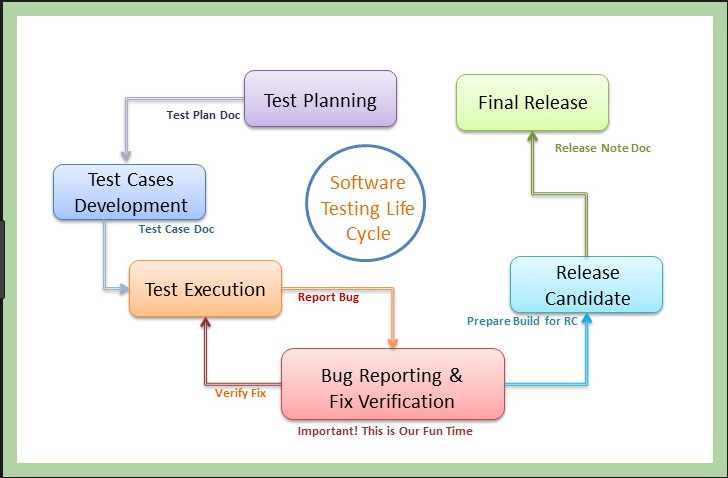 Test Planning
Test Plan Doc
Test Cases
Development
Test Case Doc
Test Execution
Report Bug
Bug Reporting &
Fix Verification
Verify Fix
Important! This is Our Fun Time
Prepare Build for RC
Release
Candidate
Release Note Doc
Final Release
Software
Testing Life
Cycle